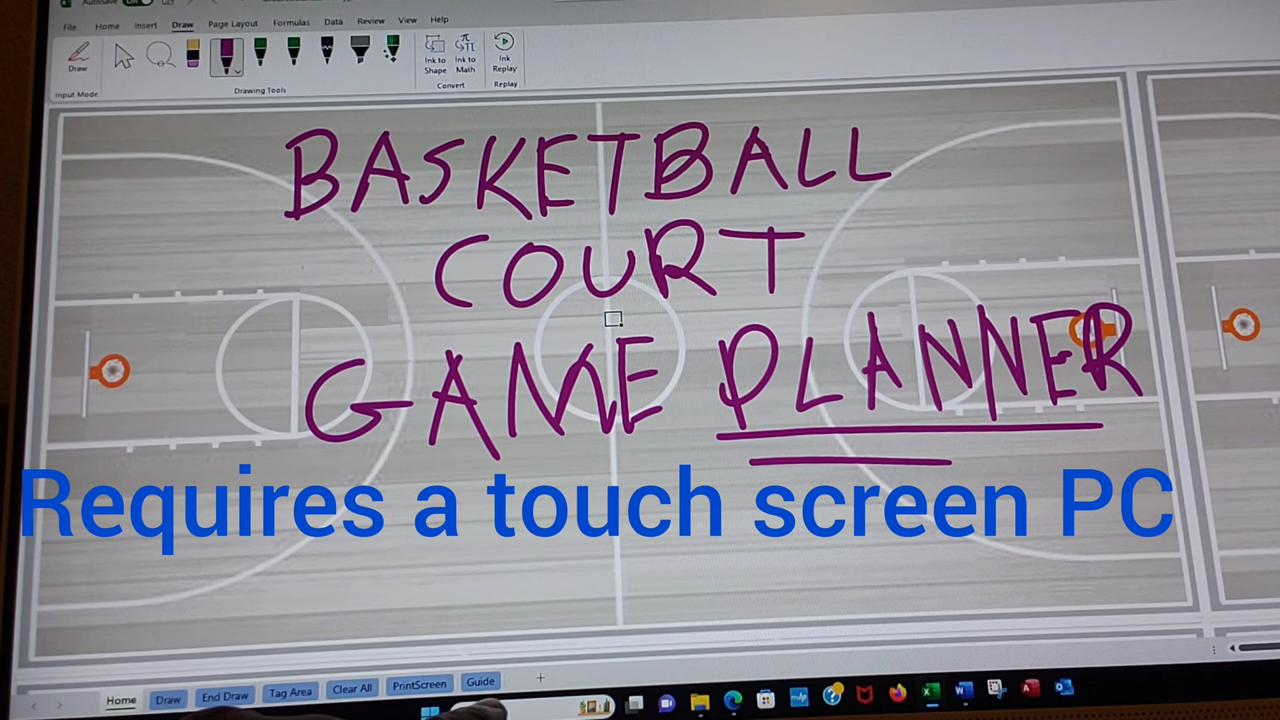 AutoSave On
File Home Insert Draw Page Layout Formulas Data Review View Help
Draw
Ink to Shape
Ink to Math
Ink Replay
Input Mode
Drawing Tools
Convert
Replay
BASKETBALL
COURT
GAME PLANNER
Requires a touch screen PC
Home Draw End Draw Tag Area Clear All PrintScreen Guide